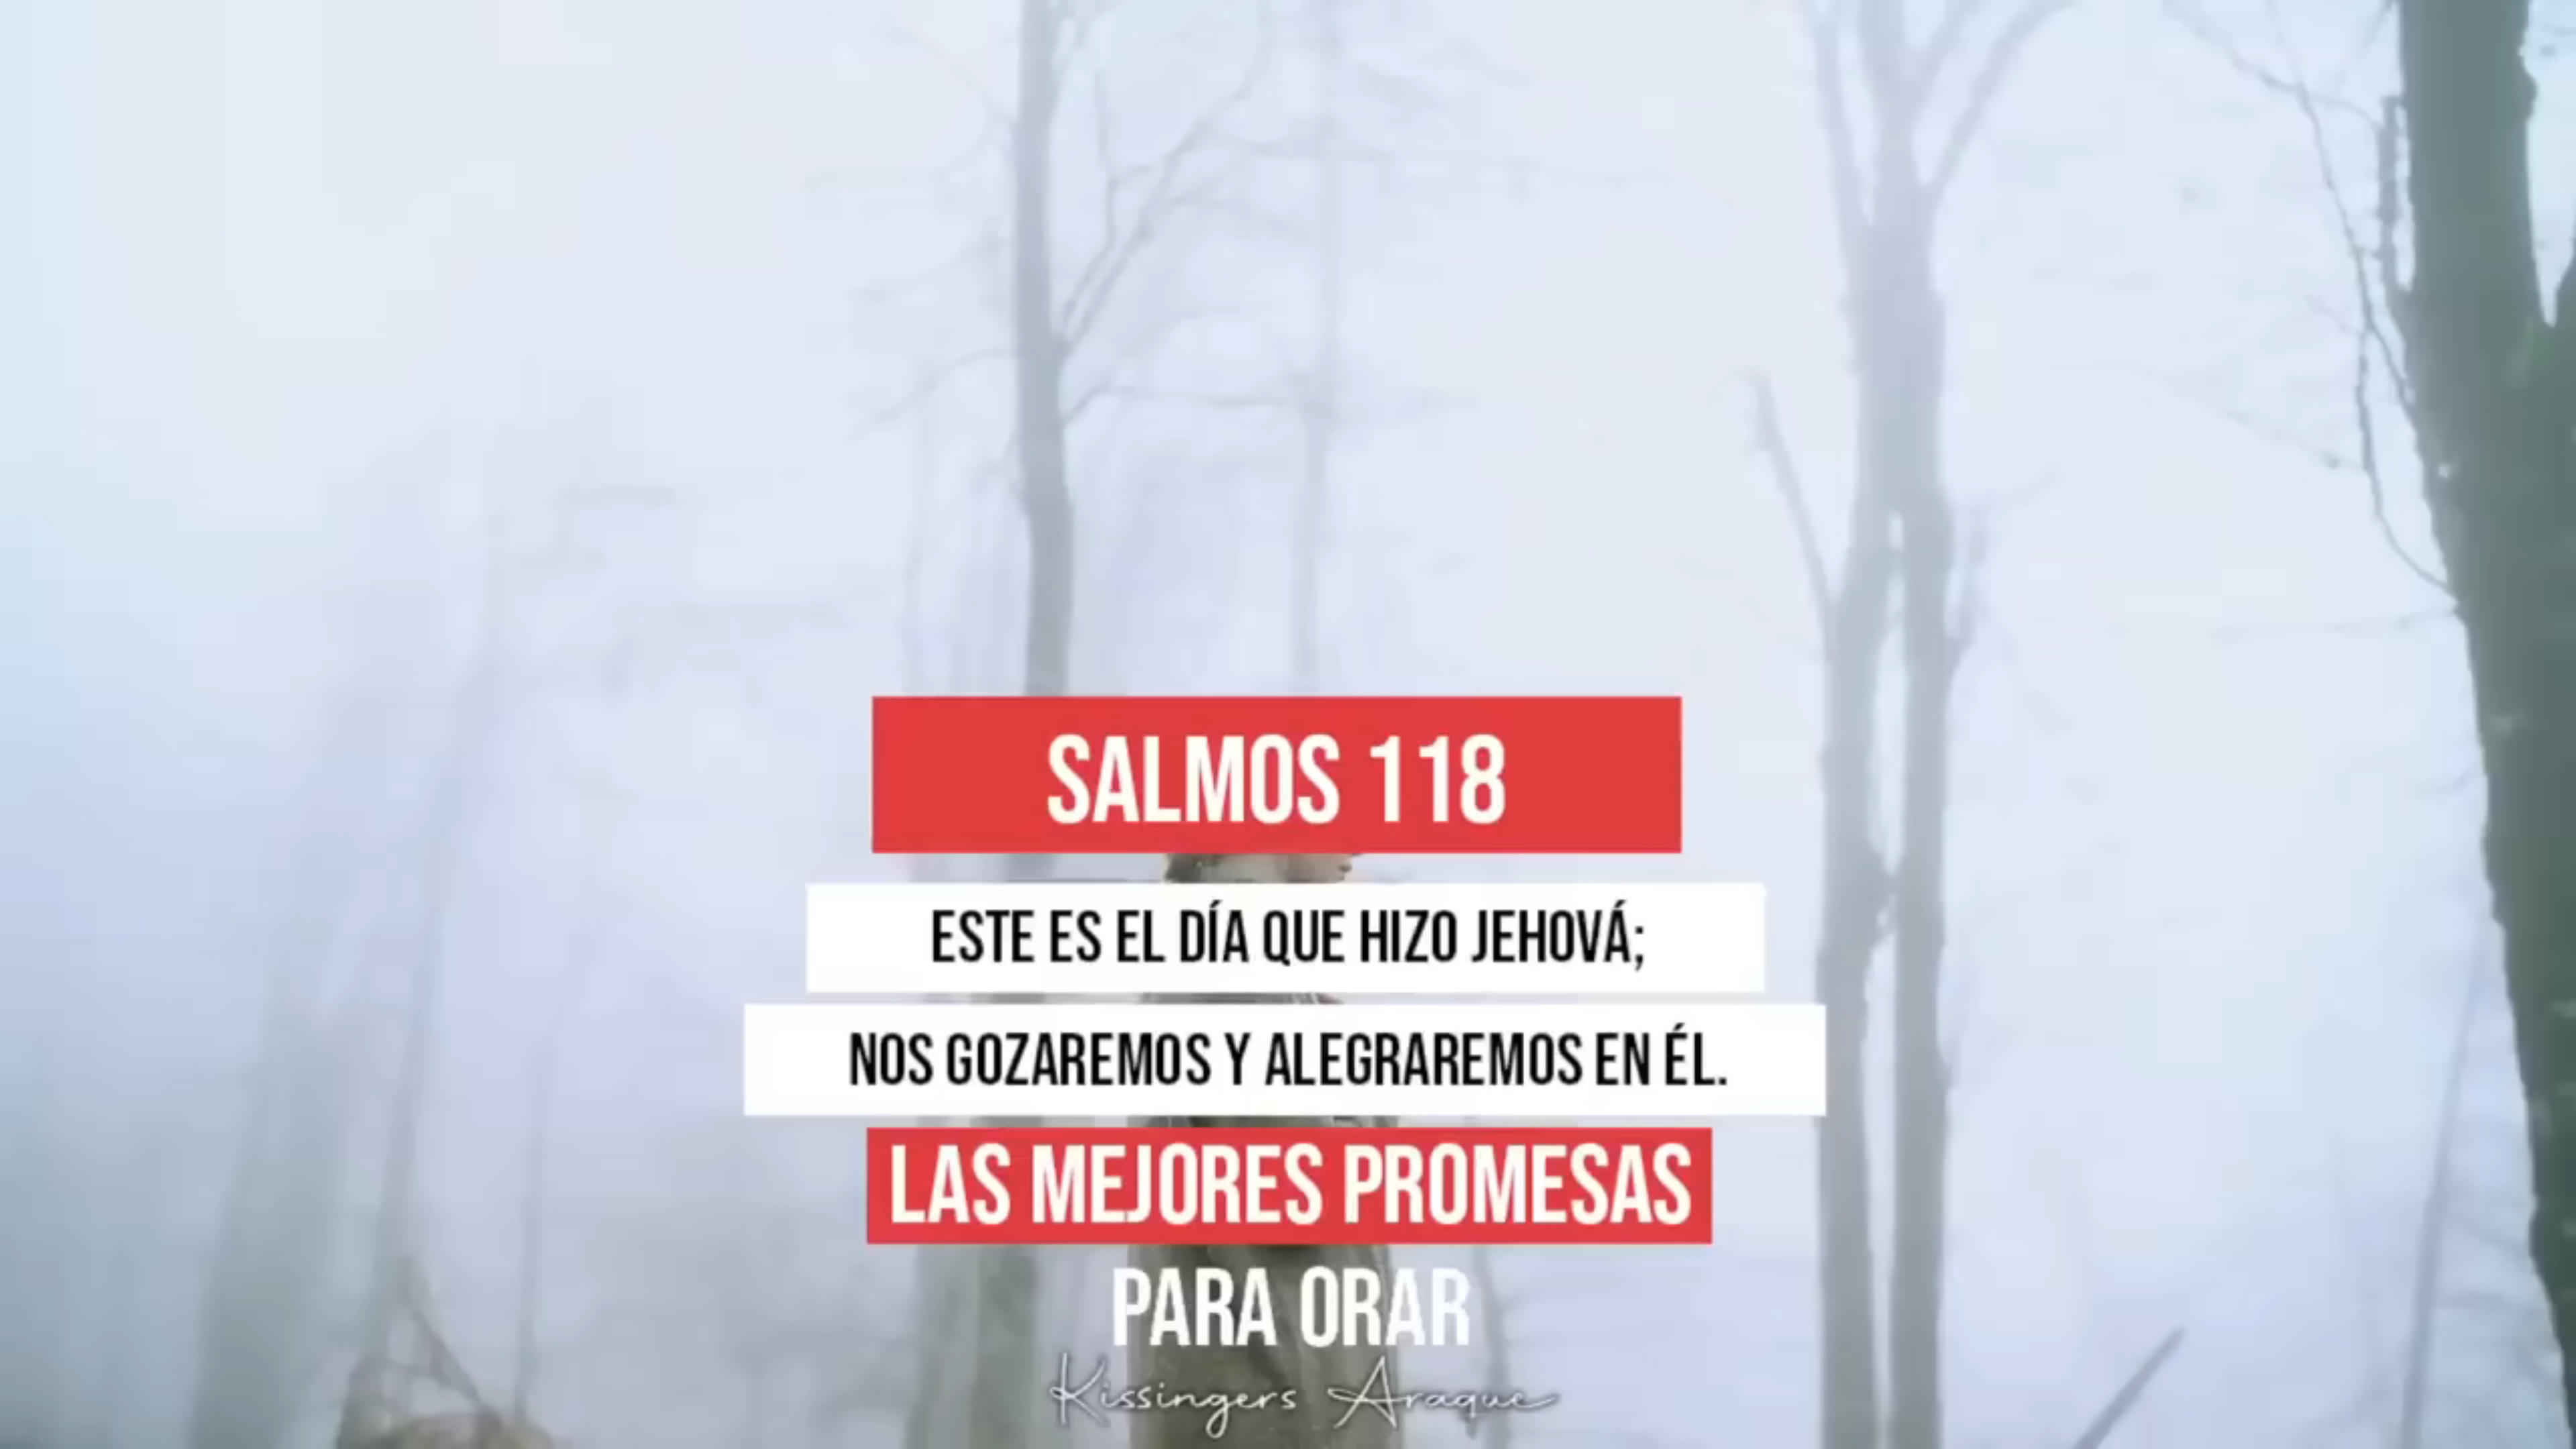 SALMOS 118
ESTE ES EL DÍA QUE HIZO JEHOVÁ;
NOS GOZAREMOS Y ALEGRAREMOS EN ÉL.
LAS MEJORES PROMESAS
PARA ORAR
Kissingers Araque